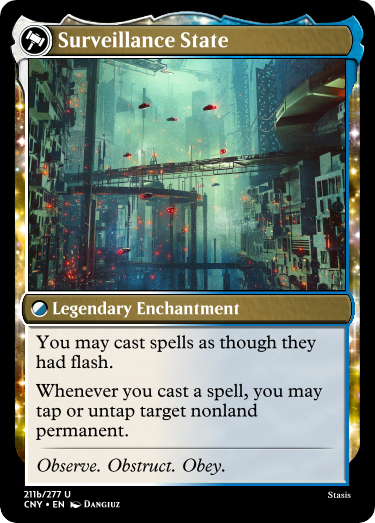 Surveillance State
Legendary Enchantment
You may cast spells as though they
had flash.
Whenever you cast a spell, you may
tap or untap target nonland
permanent.
Observe. Obstruct. Obey.
211b/277 U
CNY • EN Dangiuz
Stasis